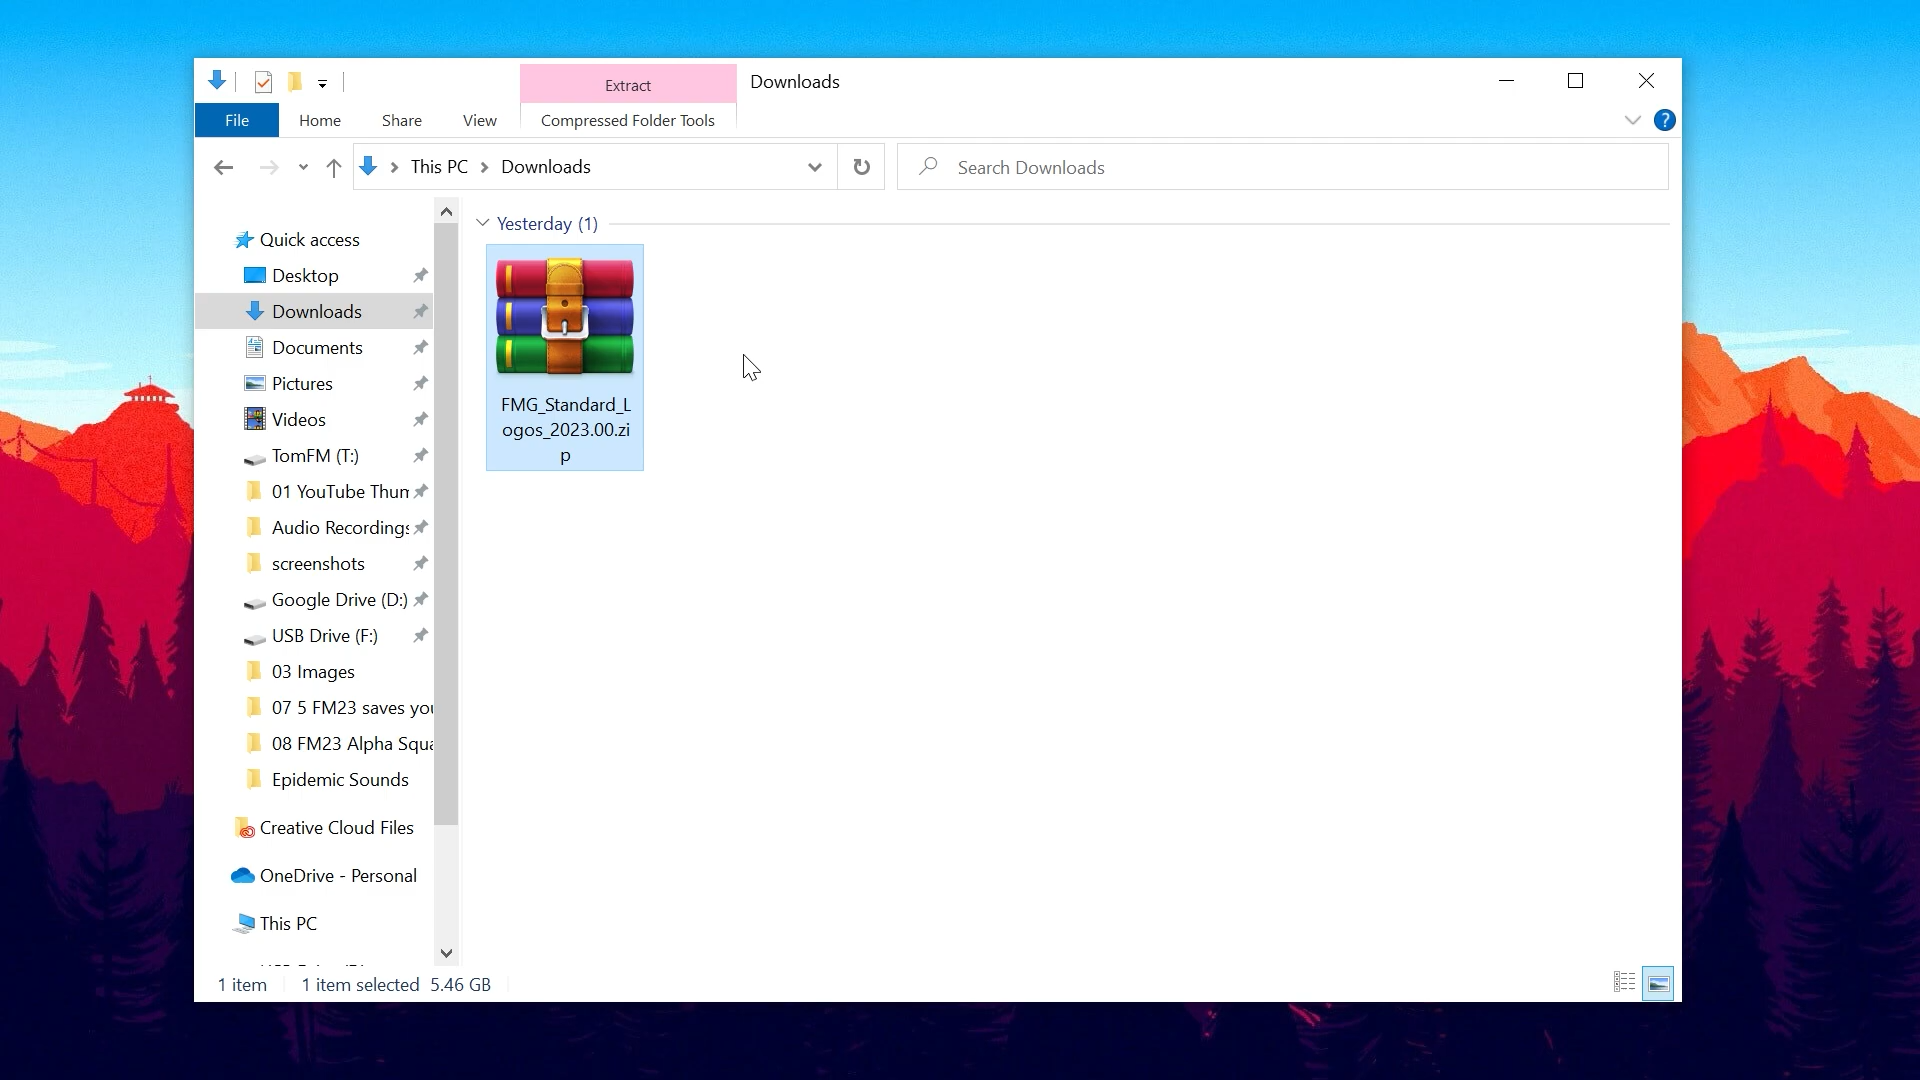 Extract
Downloads
File
Home
Share
View
Compressed Folder Tools
?
This PC
Downloads
Search Downloads
Quick access
Desktop
Downloads
Documents
Pictures
Videos
TomFM (T:)
01 YouTube Thum
Audio Recordings
screenshots
Google Drive (D:)
USB Drive (F:)
03 Images
07 5 FM23 saves you
08 FM23 Alpha Squa
Epidemic Sounds
Creative Cloud Files
OneDrive - Personal
This PC
Yesterday (1)
FMG_Standard_L
ogos_2023.00.zi
p
1 item
1 item selected 5.46 GB